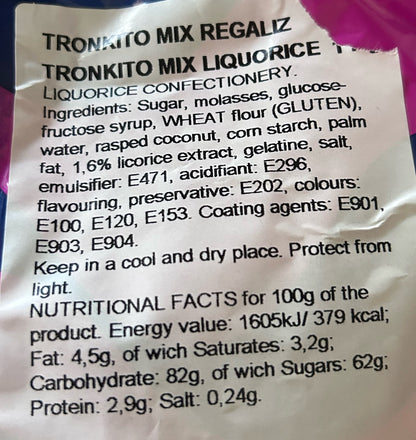 TRONKITO MIX REGALIZ
TRONKITO MIX LIQUORICE
LIQUORICE CONFECTIONERY.
Ingredients: Sugar, molasses, glucose-
fructose syrup, WHEAT flour (GLUTEN),
water, rasped coconut, corn starch, palm
fat, 1,6% licorice extract, gelatine, salt,
emulsifier: E471, acidifiant: E296,
flavouring, preservative: E202, colours:
E100, E120, E153. Coating agents: E901,
E903, E904.
Keep in a cool and dry place. Protect from
light.
NUTRITIONAL FACTS for 100g of the
product. Energy value: 1605kJ/ 379 kcal;
Fat: 4,5g, of wich Saturates: 3,2g;
Carbohydrate: 82g, of wich Sugars: 62g;
Protein: 2,9g; Salt: 0,24g.